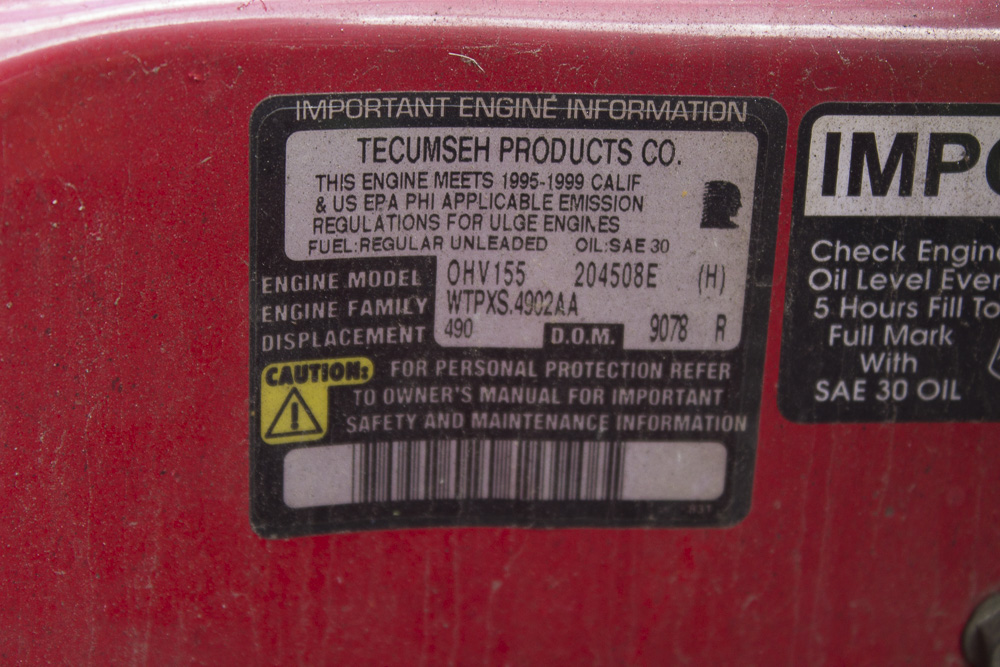 IMPORTANT ENGINE INFORMATION
TECUMSEH PRODUCTS CO.
THIS ENGINE MEETS 1995-1999 CALIF
& US EPA PHI APPLICABLE EMISSION
REGULATIONS FOR ULGE ENGINES
FUEL:REGULAR UNLEADED OIL:SAE 30
ENGINE MODEL OHV155 204508E (H)
ENGINE FAMILY WTPXS.4902AA
DISPLACEMENT 490 D.O.M. 9078 R
CAUTION: FOR PERSONAL PROTECTION REFER
TO OWNER'S MANUAL FOR IMPORTANT
SAFETY AND MAINTENANCE INFORMATION
IMPO
Check Engine
Oil Level Ever
5 Hours Fill To
Full Mark
With
SAE 30 OIL